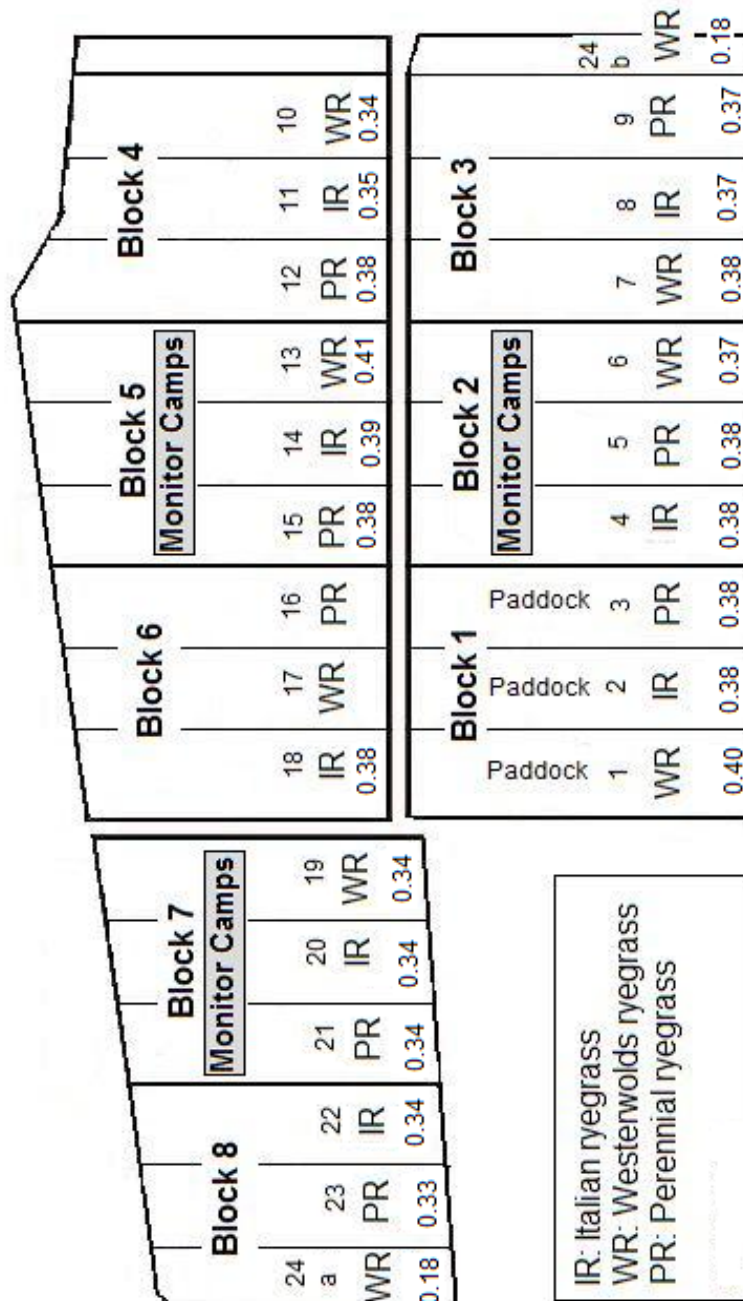 Block 8
24 a WR 0.18
23 PR 0.33
22 IR 0.34
Block 7
Monitor Camps
21 PR 0.34
20 IR 0.34
19 WR 0.34
Block 6
18 IR 0.38
17 WR
16 PR
Block 5
Monitor Camps
15 PR 0.38
14 IR 0.39
13 WR 0.41
Block 4
12 PR 0.38
11 IR 0.35
10 WR 0.34
Block 1
Paddock 1 WR 0.40
Paddock 2 IR 0.38
Paddock 3 PR 0.38
Block 2
Monitor Camps
4 IR 0.38
5 PR 0.38
6 WR 0.37
Block 3
7 WR 0.38
8 IR 0.37
9 PR 0.37
24 b WR 0.18
IR: Italian ryegrass
WR: Westerwolds ryegrass
PR: Perennial ryegrass